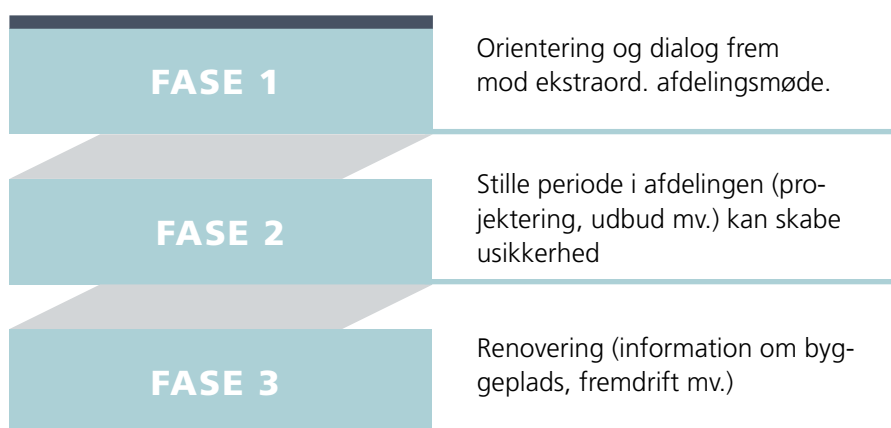 FASE 1
Orientering og dialog frem
mod ekstraord. afdelingsmøde.
FASE 2
Stille periode i afdelingen (pro-
jektering, udbud mv.) kan skabe
usikkerhed
FASE 3
Renovering (information om byg-
geplads, fremdrift mv.)